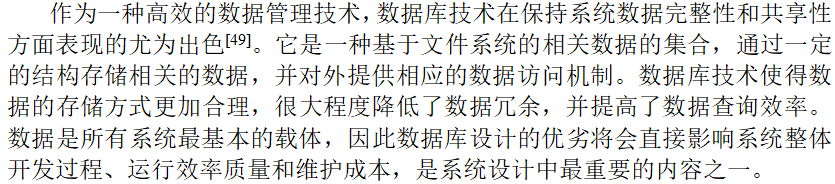 作为一种高效的数据管理技术，数据库技术在保持系统数据完整性和共享性
方面表现的尤为出色[49]。它是一种基于文件系统的相关数据的集合，通过一定
的结构存储相关的数据，并对外提供相应的数据访问机制。数据库技术使得数
据的存储方式更加合理，很大程度降低了数据冗余，并提高了数据查询效率。
数据是所有系统最基本的载体，因此数据库设计的优劣将会直接影响系统整体
开发过程、运行效率质量和维护成本，是系统设计中最重要的内容之一。